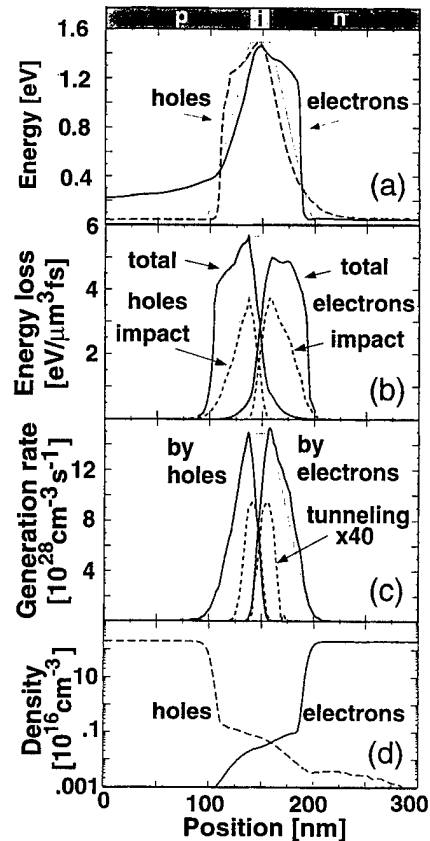 p i n
1.6
1.2
0.8
0.4
Energy [eV]
holes
electrons
(a)
6
4
2
Energy loss
[eV/μm³fs]
total
total
holes
electrons
impact
impact
(b)
12
8
4
Generation rate
[10²⁸cm⁻³s⁻¹]
by
holes
by
electrons
tunneling
x40
(c)
10
.1
.001
Density
[10¹⁶cm⁻³]
holes
electrons
(d)
0 100 200 300
Position [nm]